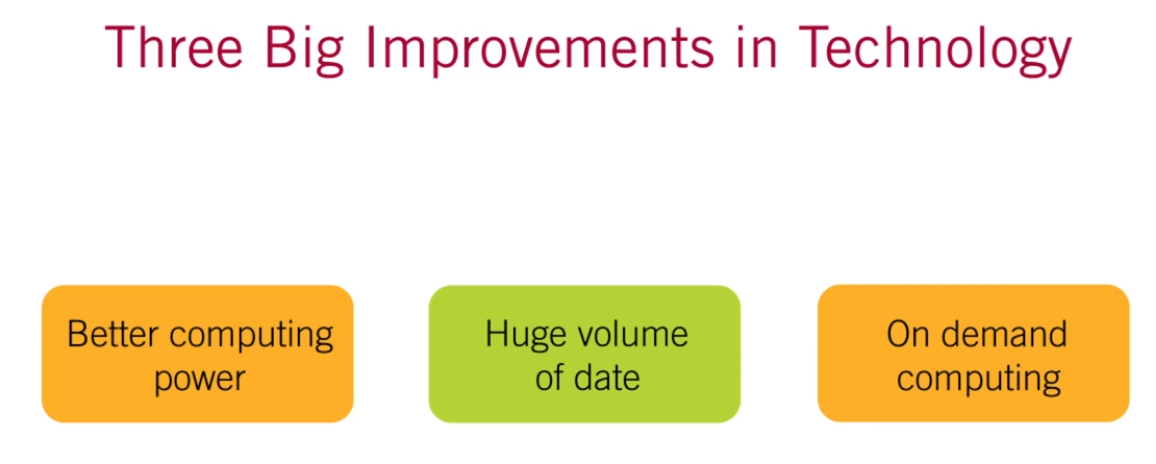 Three Big Improvements in Technology
Better computing
power
Huge volume
of date
On demand
computing